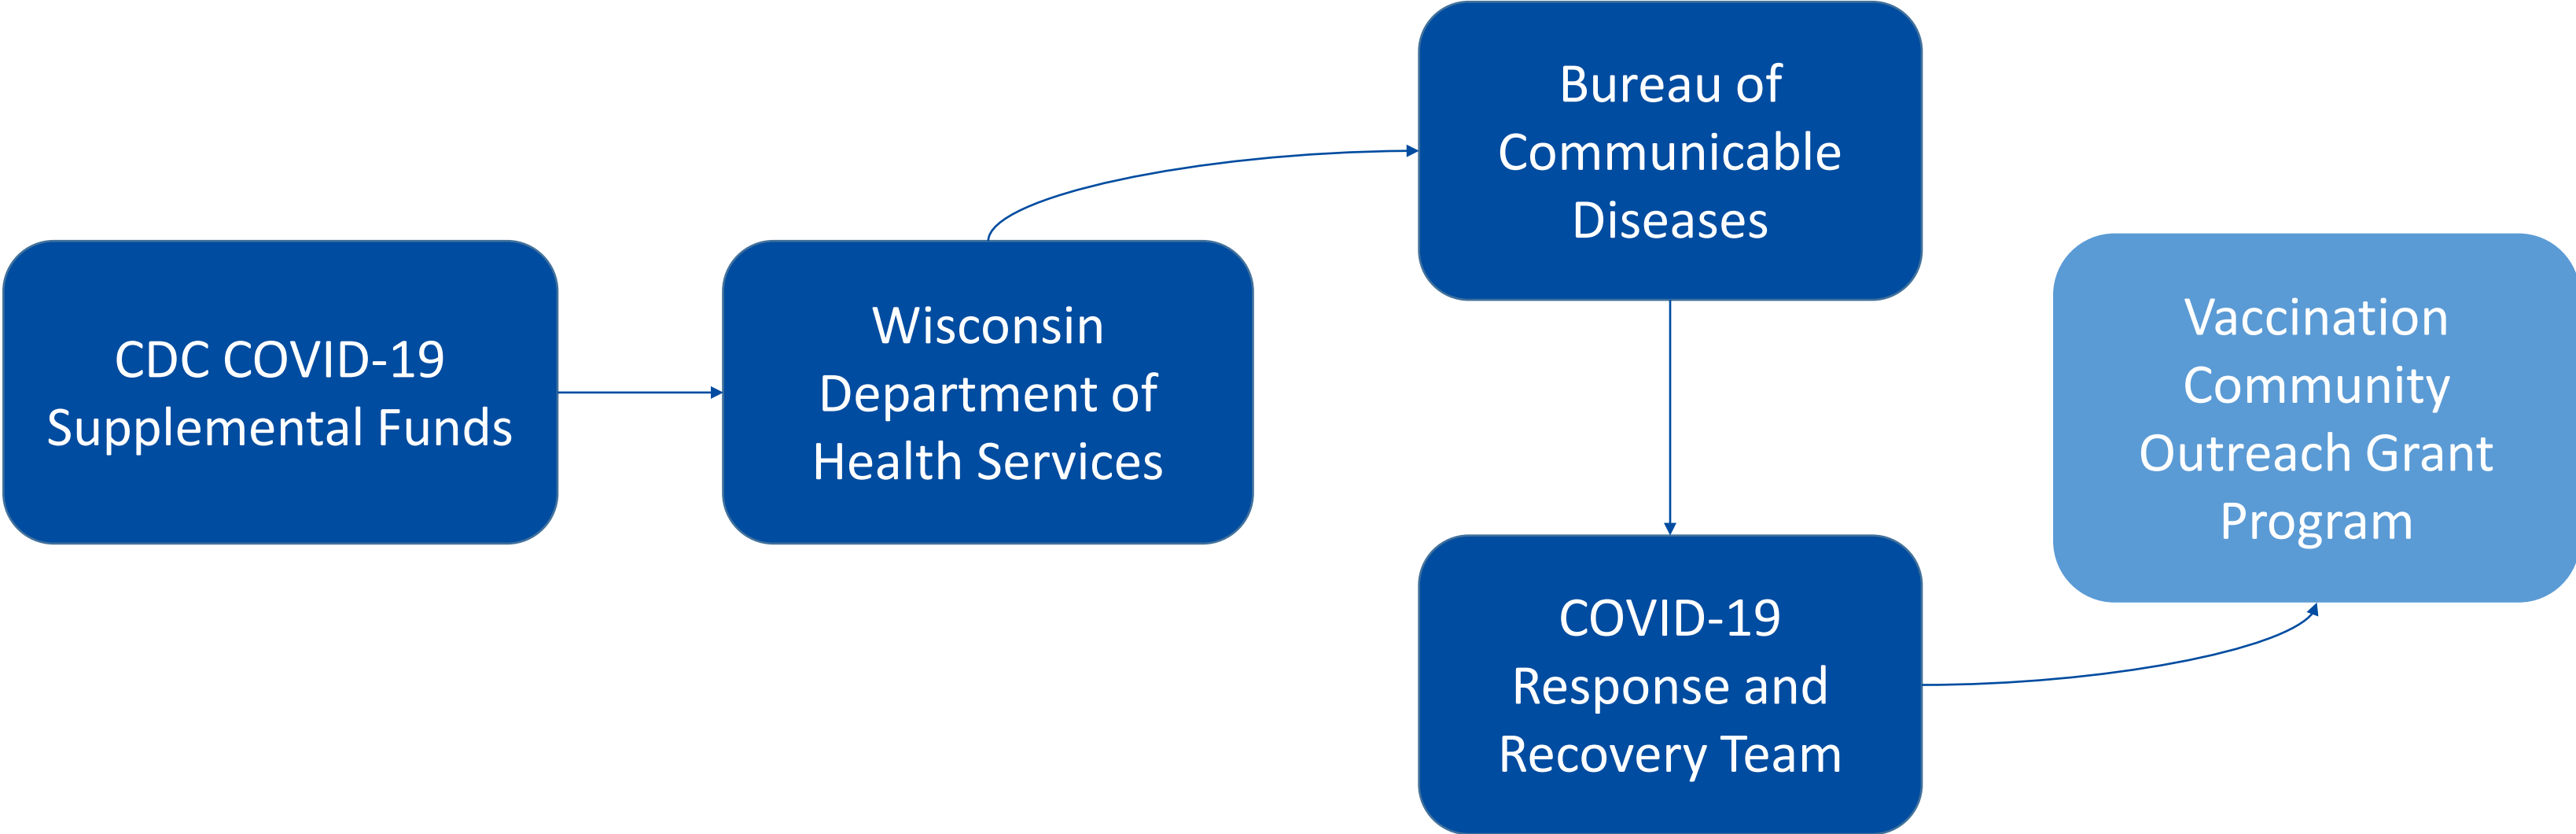 CDC COVID-19
Supplemental Funds
Wisconsin
Department of
Health Services
Bureau of
Communicable
Diseases
COVID-19
Response and
Recovery Team
Vaccination
Community
Outreach Grant
Program